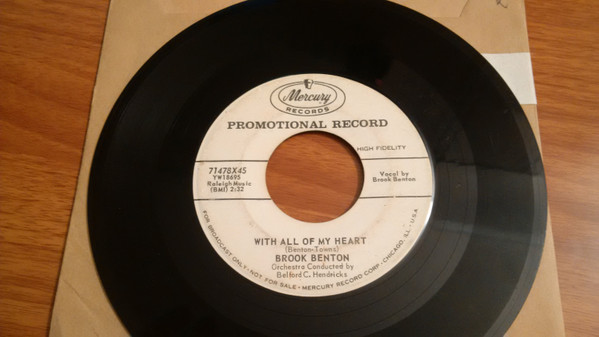 Mercury
RECORDS
PROMOTIONAL RECORD
HIGH FIDELITY
71478X45
YW18695
Raleigh Music
(BMI) 2:32
Vocal by
Brook Benton
WITH ALL OF MY HEART
(Benton-Towns)
BROOK BENTON
Orchestra Conducted by
Belford C. Hendricks
FOR BROADCAST ONLY • NOT FOR SALE • MERCURY RECORD CORP. • CHICAGO, ILL. • U.S.A.